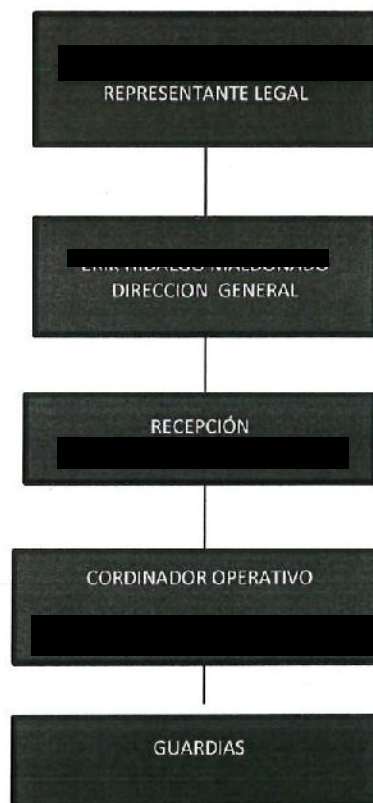 REPRESENTANTE LEGAL
DIRECCION GENERAL
RECEPCIÓN
CORDINADOR OPERATIVO
GUARDIAS